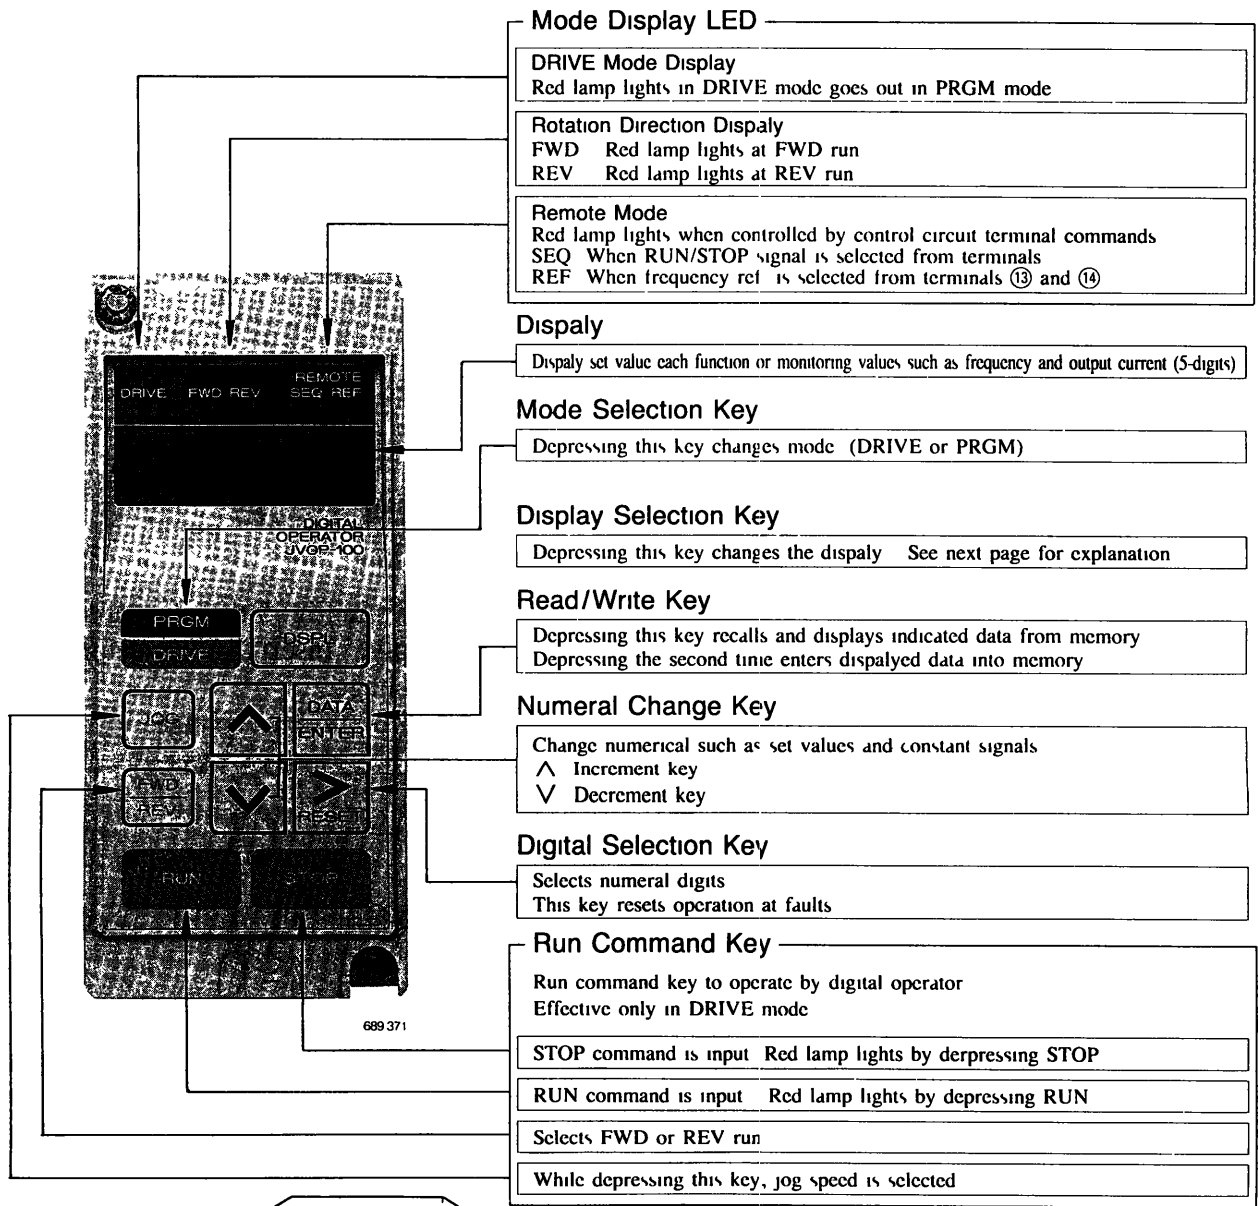 Mode Display LED
DRIVE Mode Display
Red lamp lights in DRIVE mode goes out in PRGM mode
Rotation Direction Dispaly
FWD Red lamp lights at FWD run
REV Red lamp lights at REV run
Remote Mode
Red lamp lights when controlled by control circuit terminal commands
SEQ When RUN/STOP signal is selected from terminals
REF When frequency ref is selected from terminals ⑬ and ⑭
Dispaly
Dispaly set value each function or monitoring values such as frequency and output current (5-digits)
Mode Selection Key
Depressing this key changes mode (DRIVE or PRGM)
Display Selection Key
Depressing this key changes the dispaly See next page for explanation
Read/Write Key
Depressing this key recalls and displays indicated data from memory
Depressing the second time enters dispalyed data into memory
Numeral Change Key
Change numerical such as set values and constant signals
∧ Increment key
∨ Decrement key
Digital Selection Key
Selects numeral digits
This key resets operation at faults
Run Command Key
Run command key to operate by digital operator
Effective only in DRIVE mode
STOP command is input Red lamp lights by derpressing STOP
RUN command is input Red lamp lights by depressing RUN
Selects FWD or REV run
While depressing this key, jog speed is selected
REMOTE
DRIVE FWD REV SEQ REF
DIGITAL
OPERATOR
JVOP-100
PRGM
DRIVE
DSPL
JOG
DATA
ENTER
FWD
REV
RESET
RUN
STOP
689 371